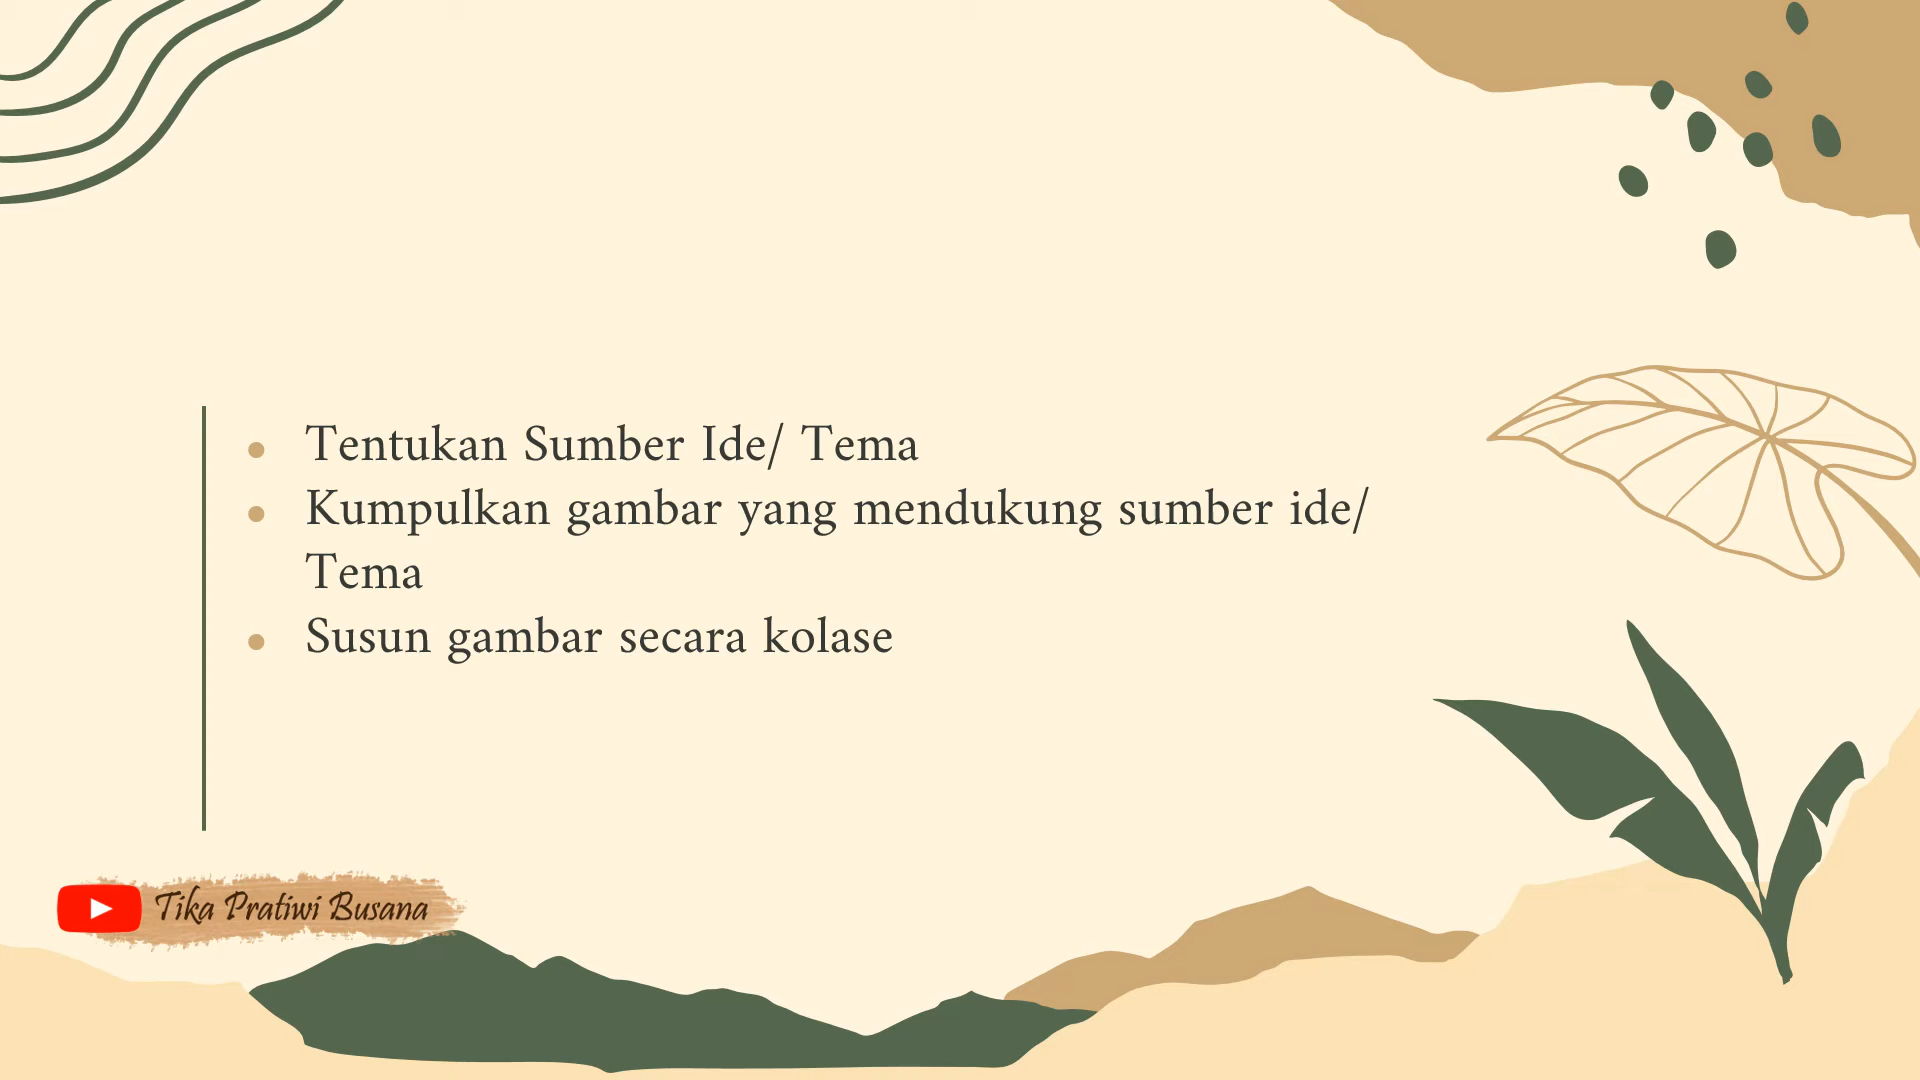 Tentukan Sumber Ide/ Tema
Kumpulkan gambar yang mendukung sumber ide/
Tema
Susun gambar secara kolase
Tika Pratiwi Busana